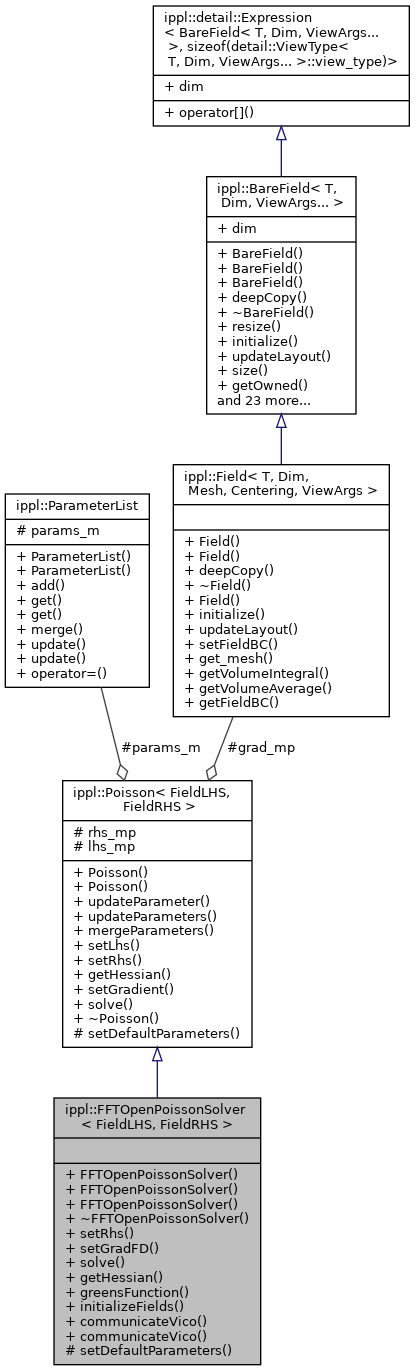 ippl::detail::Expression
< BareField< T, Dim, ViewArgs...
>, sizeof(detail::ViewType<
T, Dim, ViewArgs... >::view_type)>
+ dim
+ operator[]()
ippl::BareField< T,
Dim, ViewArgs... >
+ dim
+ BareField()
+ BareField()
+ BareField()
+ deepCopy()
+ ~BareField()
+ resize()
+ initialize()
+ updateLayout()
+ size()
+ getOwned()
and 23 more...
ippl::Field< T, Dim,
Mesh, Centering, ViewArgs >
+ Field()
+ Field()
+ deepCopy()
+ ~Field()
+ Field()
+ initialize()
+ updateLayout()
+ setFieldBC()
+ get_mesh()
+ getVolumeIntegral()
+ getVolumeAverage()
+ getFieldBC()
ippl::ParameterList
# params_m
+ ParameterList()
+ ParameterList()
+ add()
+ get()
+ get()
+ merge()
+ update()
+ update()
+ operator=()
#params_m
#grad_mp
ippl::Poisson< FieldLHS,
FieldRHS >
# rhs_mp
# lhs_mp
+ Poisson()
+ Poisson()
+ updateParameter()
+ updateParameters()
+ mergeParameters()
+ setLhs()
+ setRhs()
+ getHessian()
+ setGradient()
+ solve()
+ ~Poisson()
# setDefaultParameters()
ippl::FFTOpenPoissonSolver
< FieldLHS, FieldRHS >
+ FFTOpenPoissonSolver()
+ FFTOpenPoissonSolver()
+ FFTOpenPoissonSolver()
+ ~FFTOpenPoissonSolver()
+ setRhs()
+ setGradFD()
+ solve()
+ getHessian()
+ greensFunction()
+ initializeFields()
+ communicateVico()
+ communicateVico()
# setDefaultParameters()